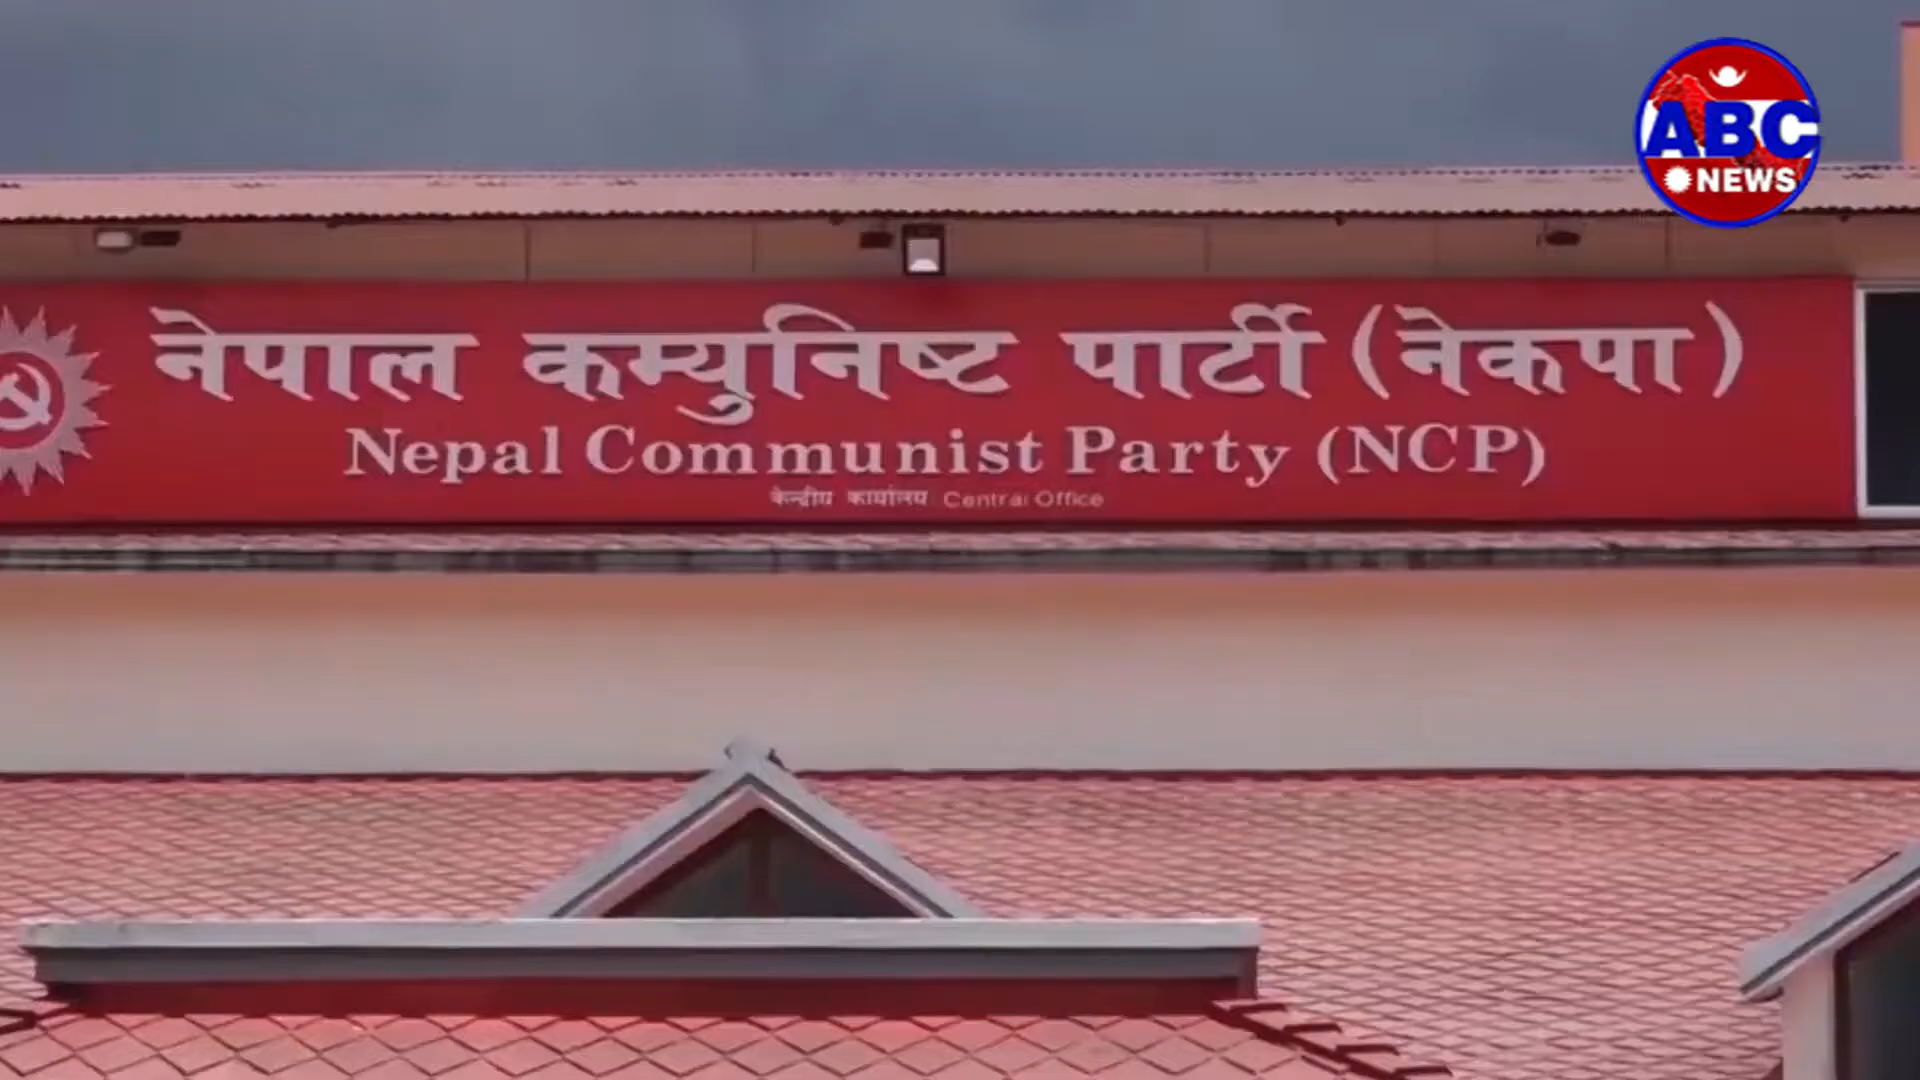 ABC
NEWS
नेपाल कम्युनिष्ट पार्टी (नेकपा)
Nepal Communist Party (NCP)
केन्द्रीय कार्यालय Central Office